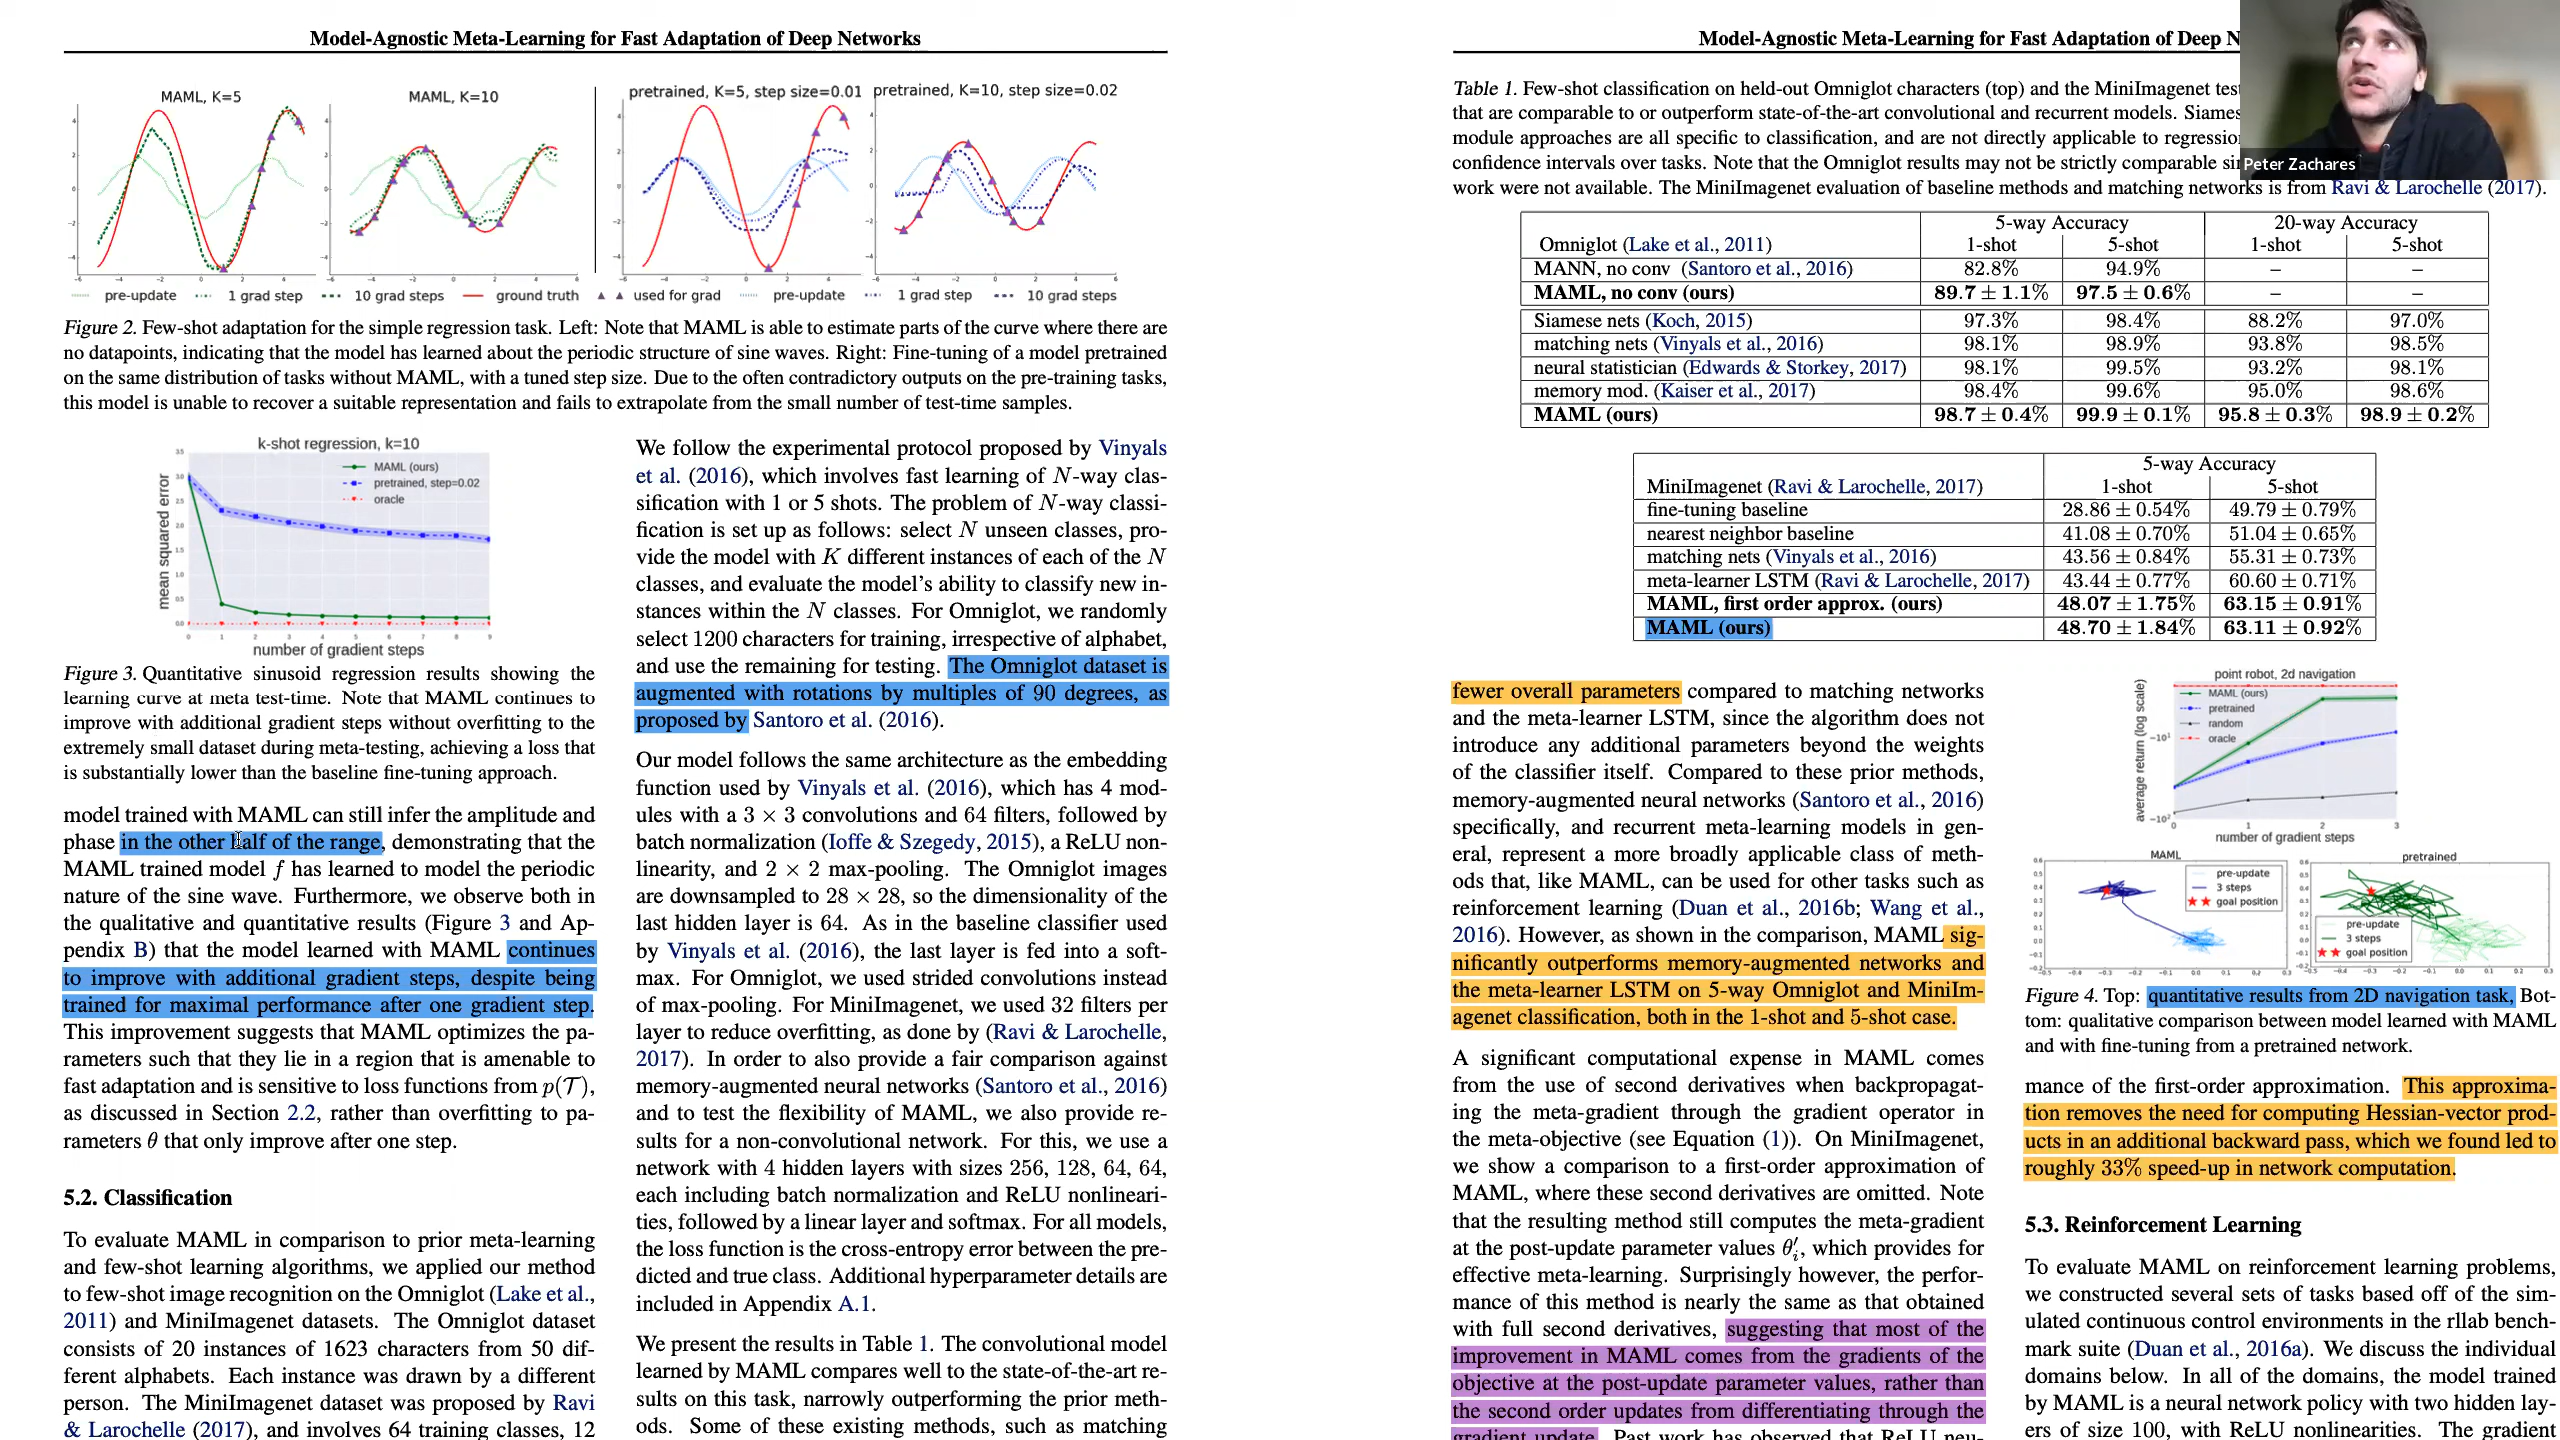 Model-Agnostic Meta-Learning for Fast Adaptation of Deep Networks
MAML, K=5
MAML, K=10
pretrained, K=5, step size=0.01
pretrained, K=10, step size=0.02
pre-update
1 grad step
10 grad steps
ground truth
used for grad
pre-update
1 grad step
10 grad steps
Figure 2. Few-shot adaptation for the simple regression task. Left: Note that MAML is able to estimate parts of the curve where there are
no datapoints, indicating that the model has learned about the periodic structure of sine waves. Right: Fine-tuning of a model pretrained
on the same distribution of tasks without MAML, with a tuned step size. Due to the often contradictory outputs on the pre-training tasks,
this model is unable to recover a suitable representation and fails to extrapolate from the small number of test-time samples.
k-shot regression, k=10
MAML (ours)
pretrained, step=0.02
oracle
mean squared error
3.5
3.0
2.5
2.0
1.5
1.0
0.5
0.0
0 1 2 3 4 5 6 7 8 9
number of gradient steps
Figure 3. Quantitative sinusoid regression results showing the
learning curve at meta test-time. Note that MAML continues to
improve with additional gradient steps without overfitting to the
extremely small dataset during meta-testing, achieving a loss that
is substantially lower than the baseline fine-tuning approach.
model trained with MAML can still infer the amplitude and
phase in the other half of the range, demonstrating that the
MAML trained model f has learned to model the periodic
nature of the sine wave. Furthermore, we observe both in
the qualitative and quantitative results (Figure 3 and Ap-
pendix B) that the model learned with MAML continues
to improve with additional gradient steps, despite being
trained for maximal performance after one gradient step.
This improvement suggests that MAML optimizes the pa-
rameters such that they lie in a region that is amenable to
fast adaptation and is sensitive to loss functions from p(T),
as discussed in Section 2.2, rather than overfitting to pa-
rameters θ that only improve after one step.
5.2. Classification
To evaluate MAML in comparison to prior meta-learning
and few-shot learning algorithms, we applied our method
to few-shot image recognition on the Omniglot (Lake et al.,
2011) and MiniImagenet datasets. The Omniglot dataset
consists of 20 instances of 1623 characters from 50 dif-
ferent alphabets. Each instance was drawn by a different
person. The MiniImagenet dataset was proposed by Ravi
& Larochelle (2017), and involves 64 training classes, 12
We follow the experimental protocol proposed by Vinyals
et al. (2016), which involves fast learning of N-way clas-
sification with 1 or 5 shots. The problem of N-way classi-
fication is set up as follows: select N unseen classes, pro-
vide the model with K different instances of each of the N
classes, and evaluate the model's ability to classify new in-
stances within the N classes. For Omniglot, we randomly
select 1200 characters for training, irrespective of alphabet,
and use the remaining for testing. The Omniglot dataset is
augmented with rotations by multiples of 90 degrees, as
proposed by Santoro et al. (2016).
Our model follows the same architecture as the embedding
function used by Vinyals et al. (2016), which has 4 mod-
ules with a 3 × 3 convolutions and 64 filters, followed by
batch normalization (Ioffe & Szegedy, 2015), a ReLU non-
linearity, and 2 × 2 max-pooling. The Omniglot images
are downsampled to 28 × 28, so the dimensionality of the
last hidden layer is 64. As in the baseline classifier used
by Vinyals et al. (2016), the last layer is fed into a soft-
max. For Omniglot, we used strided convolutions instead
of max-pooling. For MiniImagenet, we used 32 filters per
layer to reduce overfitting, as done by (Ravi & Larochelle,
2017). In order to also provide a fair comparison against
memory-augmented neural networks (Santoro et al., 2016)
and to test the flexibility of MAML, we also provide re-
sults for a non-convolutional network. For this, we use a
network with 4 hidden layers with sizes 256, 128, 64, 64,
each including batch normalization and ReLU nonlineari-
ties, followed by a linear layer and softmax. For all models,
the loss function is the cross-entropy error between the pre-
dicted and true class. Additional hyperparameter details are
included in Appendix A.1.
We present the results in Table 1. The convolutional model
learned by MAML compares well to the state-of-the-art re-
sults on this task, narrowly outperforming the prior meth-
ods. Some of these existing methods, such as matching
Model-Agnostic Meta-Learning for Fast Adaptation of Deep N
Peter Zachares
Table 1. Few-shot classification on held-out Omniglot characters (top) and the MiniImagenet tes
that are comparable to or outperform state-of-the-art convolutional and recurrent models. Siames
module approaches are all specific to classification, and are not directly applicable to regressio
confidence intervals over tasks. Note that the Omniglot results may not be strictly comparable si
work were not available. The MiniImagenet evaluation of baseline methods and matching networks is from Ravi & Larochelle (2017).
5-way Accuracy 20-way Accuracy
Omniglot (Lake et al., 2011) 1-shot 5-shot 1-shot 5-shot
MANN, no conv (Santoro et al., 2016) 82.8% 94.9% – –
MAML, no conv (ours) 89.7 ± 1.1% 97.5 ± 0.6% – –
Siamese nets (Koch, 2015) 97.3% 98.4% 88.2% 97.0%
matching nets (Vinyals et al., 2016) 98.1% 98.9% 93.8% 98.5%
neural statistician (Edwards & Storkey, 2017) 98.1% 99.5% 93.2% 98.1%
memory mod. (Kaiser et al., 2017) 98.4% 99.6% 95.0% 98.6%
MAML (ours) 98.7 ± 0.4% 99.9 ± 0.1% 95.8 ± 0.3% 98.9 ± 0.2%
5-way Accuracy
MiniImagenet (Ravi & Larochelle, 2017) 1-shot 5-shot
fine-tuning baseline 28.86 ± 0.54% 49.79 ± 0.79%
nearest neighbor baseline 41.08 ± 0.70% 51.04 ± 0.65%
matching nets (Vinyals et al., 2016) 43.56 ± 0.84% 55.31 ± 0.73%
meta-learner LSTM (Ravi & Larochelle, 2017) 43.44 ± 0.77% 60.60 ± 0.71%
MAML, first order approx. (ours) 48.07 ± 1.75% 63.15 ± 0.91%
MAML (ours) 48.70 ± 1.84% 63.11 ± 0.92%
fewer overall parameters compared to matching networks
and the meta-learner LSTM, since the algorithm does not
introduce any additional parameters beyond the weights
of the classifier itself. Compared to these prior methods,
memory-augmented neural networks (Santoro et al., 2016)
specifically, and recurrent meta-learning models in gen-
eral, represent a more broadly applicable class of meth-
ods that, like MAML, can be used for other tasks such as
reinforcement learning (Duan et al., 2016b; Wang et al.,
2016). However, as shown in the comparison, MAML sig-
nificantly outperforms memory-augmented networks and
the meta-learner LSTM on 5-way Omniglot and MiniIm-
agenet classification, both in the 1-shot and 5-shot case.
A significant computational expense in MAML comes
from the use of second derivatives when backpropagat-
ing the meta-gradient through the gradient operator in
the meta-objective (see Equation (1)). On MiniImagenet,
we show a comparison to a first-order approximation of
MAML, where these second derivatives are omitted. Note
that the resulting method still computes the meta-gradient
at the post-update parameter values θ′i, which provides for
effective meta-learning. Surprisingly however, the perfor-
mance of this method is nearly the same as that obtained
with full second derivatives, suggesting that most of the
improvement in MAML comes from the gradients of the
objective at the post-update parameter values, rather than
the second order updates from differentiating through the
gradient update. Past work has observed that ReLU neu-
point robot, 2d navigation
MAML (ours)
pretrained
random
oracle
average return (log scale)
−10¹
−10²
0 1 2 3
number of gradient steps
MAML
pre-update
3 steps
goal position
pretrained
pre-update
3 steps
goal position
Figure 4. Top: quantitative results from 2D navigation task, Bot-
tom: qualitative comparison between model learned with MAML
and with fine-tuning from a pretrained network.
mance of the first-order approximation. This approxima-
tion removes the need for computing Hessian-vector prod-
ucts in an additional backward pass, which we found led to
roughly 33% speed-up in network computation.
5.3. Reinforcement Learning
To evaluate MAML on reinforcement learning problems,
we constructed several sets of tasks based off of the sim-
ulated continuous control environments in the rllab bench-
mark suite (Duan et al., 2016a). We discuss the individual
domains below. In all of the domains, the model trained
by MAML is a neural network policy with two hidden lay-
ers of size 100, with ReLU nonlinearities. The gradient